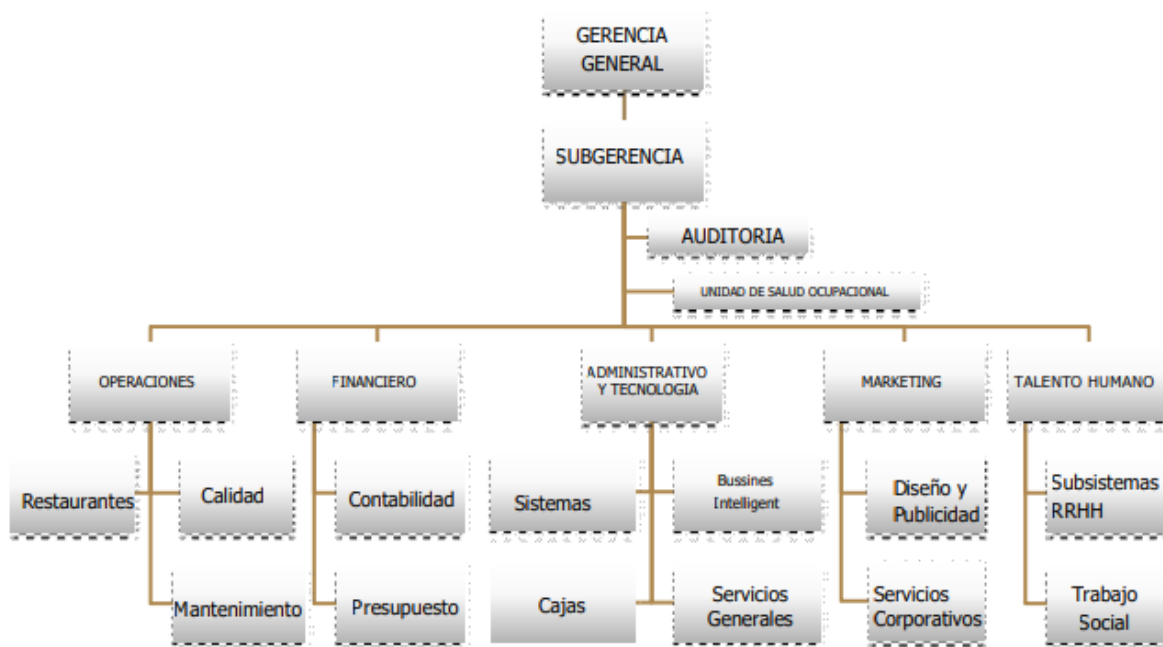 GERENCIA
GENERAL
SUBGERENCIA
AUDITORIA
UNIDAD DE SALUD OCUPACIONAL
OPERACIONES
FINANCIERO
ADMINISTRATIVO
Y TECNOLOGIA
MARKETING
TALENTO HUMANO
Restaurantes
Calidad
Contabilidad
Sistemas
Bussines
Intelligent
Diseño y
Publicidad
Subsistemas
RRHH
Mantenimiento
Presupuesto
Cajas
Servicios
Generales
Servicios
Corporativos
Trabajo
Social